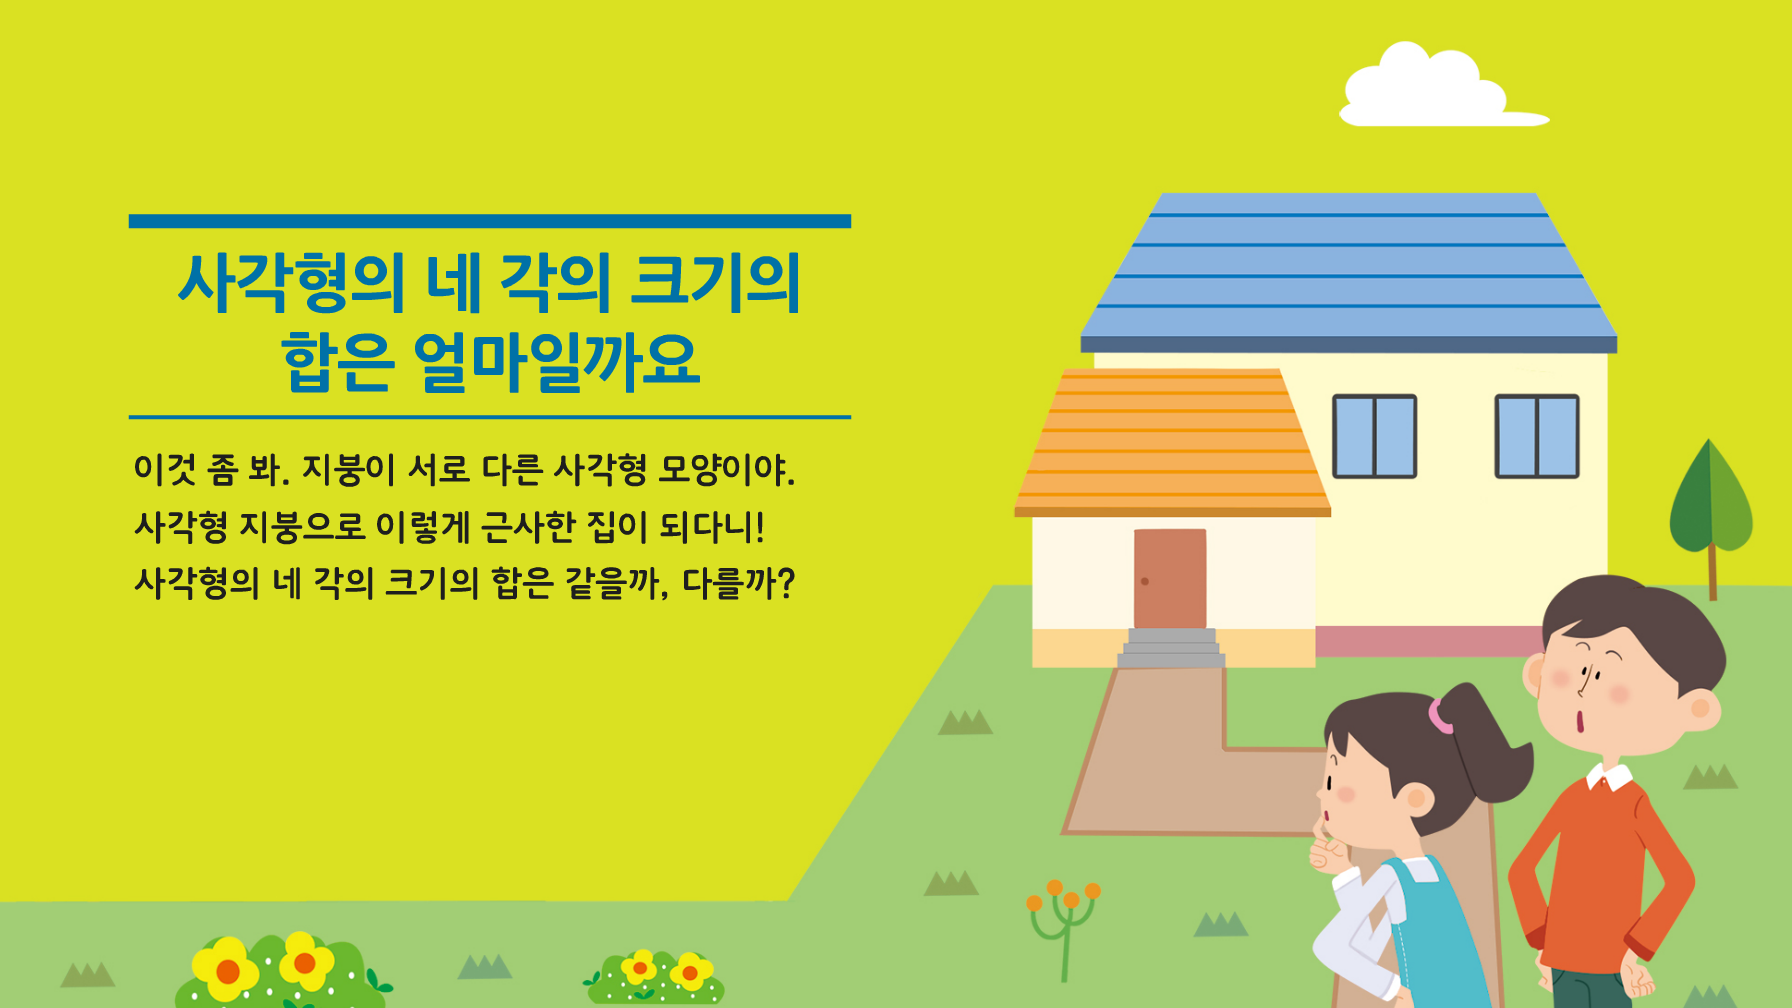 사각형의 네 각의 크기의
합은 얼마일까요
이것 좀 봐. 지붕이 서로 다른 사각형 모양이야.
사각형 지붕으로 이렇게 근사한 집이 되다니!
사각형의 네 각의 크기의 합은 같을까, 다를까?